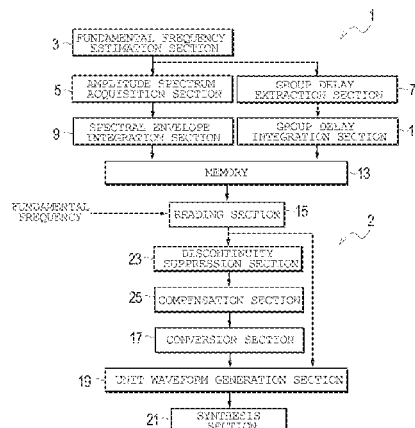 1
3
FUNDAMENTAL FREQUENCY
ESTIMATION SECTION
5
AMPLITUDE SPECTRUM
ACQUISITION SECTION
GROUP DELAY
EXTRACTION SECTION
7
9
SPECTRAL ENVELOPE
INTEGRATION SECTION
GROUP DELAY
INTEGRATION SECTION
MEMORY
13
FUNDAMENTAL
FREQUENCY
READING SECTION
15
2
23
DISCONTINUITY
SUPPRESSION SECTION
25
COMPENSATION SECTION
17
CONVERSION SECTION
19
UNIT WAVEFORM GENERATION SECTION
21
SYNTHESIS
SECTION